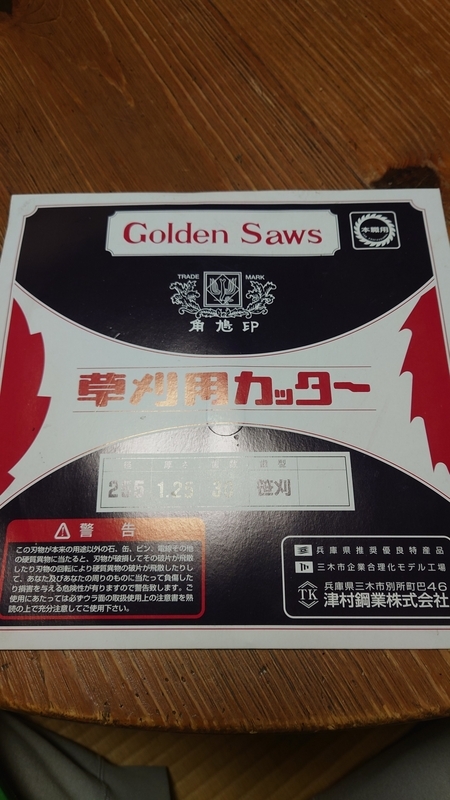 Golden Saws
本職用
TRADE MARK
角鳩印
草刈用カッター
255 1.25 36 笹刈
警告
この刃物が本来の用途以外の石、缶、ビン、電線その他
の硬質異物に当たると、刃物が破損してその破片が飛散
したり刃物の回転により硬質異物が飛散したりし
て、あなた及びあなたの周りのものに当たって負傷した
り損害を与える危険性が有りますので警告致します。ご
使用にあたっては必ずウラ面の取扱使用上の注意書を熟
読の上で充分注意してご使用下さい。
兵庫県推奨優良特産品
三木市企業合理化モデル工場
兵庫県三木市別所町巴46
TK 津村鋼業株式会社